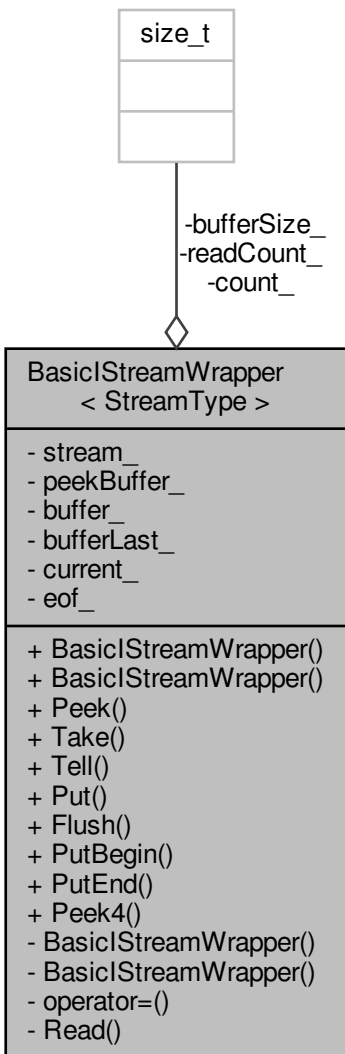 size_t
-bufferSize_
-readCount_
-count_
BasicIStreamWrapper
< StreamType >
- stream_
- peekBuffer_
- buffer_
- bufferLast_
- current_
- eof_
+ BasicIStreamWrapper()
+ BasicIStreamWrapper()
+ Peek()
+ Take()
+ Tell()
+ Put()
+ Flush()
+ PutBegin()
+ PutEnd()
+ Peek4()
- BasicIStreamWrapper()
- BasicIStreamWrapper()
- operator=()
- Read()